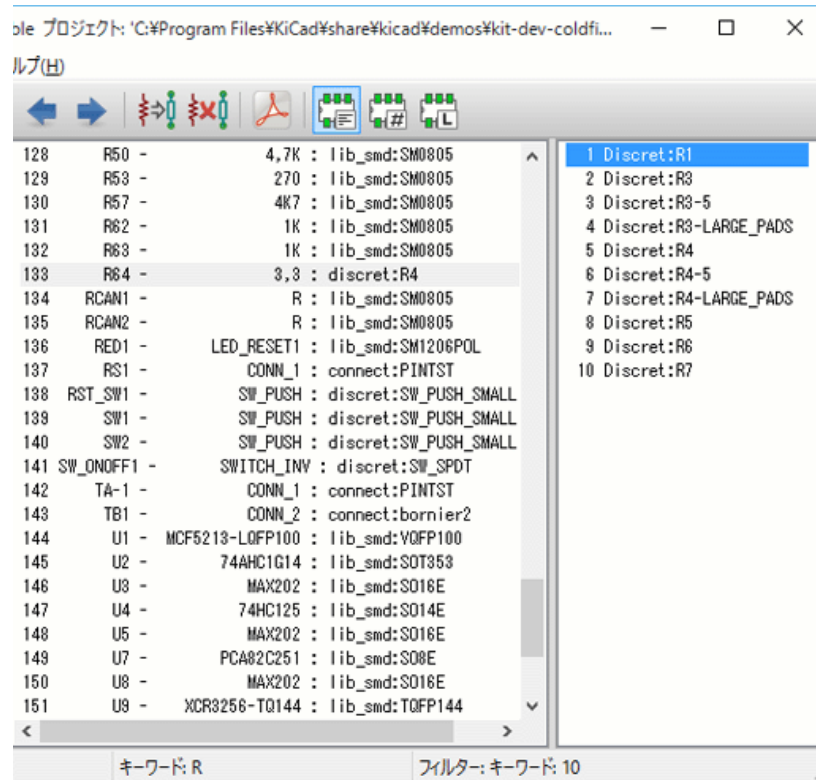 ble プロジェクト: 'C:¥Program Files¥KiCad¥share¥kicad¥demos¥kit-dev-coldfi...
ルプ(H)
128 R50 - 4,7K : lib_smd:SM0805
129 R53 - 270 : lib_smd:SM0805
130 R57 - 4K7 : lib_smd:SM0805
131 R62 - 1K : lib_smd:SM0805
132 R63 - 1K : lib_smd:SM0805
133 R64 - 3,3 : discret:R4
134 RCAN1 - R : lib_smd:SM0805
135 RCAN2 - R : lib_smd:SM0805
136 RED1 - LED_RESET1 : lib_smd:SM1206POL
137 RS1 - CONN_1 : connect:PINTST
138 RST_SW1 - SW_PUSH : discret:SW_PUSH_SMALL
139 SW1 - SW_PUSH : discret:SW_PUSH_SMALL
140 SW2 - SW_PUSH : discret:SW_PUSH_SMALL
141 SW_ONOFF1 - SWITCH_INV : discret:SW_SPDT
142 TA-1 - CONN_1 : connect:PINTST
143 TB1 - CONN_2 : connect:bornier2
144 U1 - MCF5213-LQFP100 : lib_smd:VQFP100
145 U2 - 74AHC1G14 : lib_smd:SOT353
146 U3 - MAX202 : lib_smd:SO16E
147 U4 - 74HC125 : lib_smd:SO14E
148 U5 - MAX202 : lib_smd:SO16E
149 U7 - PCA82C251 : lib_smd:SO8E
150 U8 - MAX202 : lib_smd:SO16E
151 U9 - XCR3256-TQ144 : lib_smd:TQFP144
1 Discret:R1
2 Discret:R3
3 Discret:R3-5
4 Discret:R3-LARGE_PADS
5 Discret:R4
6 Discret:R4-5
7 Discret:R4-LARGE_PADS
8 Discret:R5
9 Discret:R6
10 Discret:R7
キーワード: R
フィルター: キーワード: 10